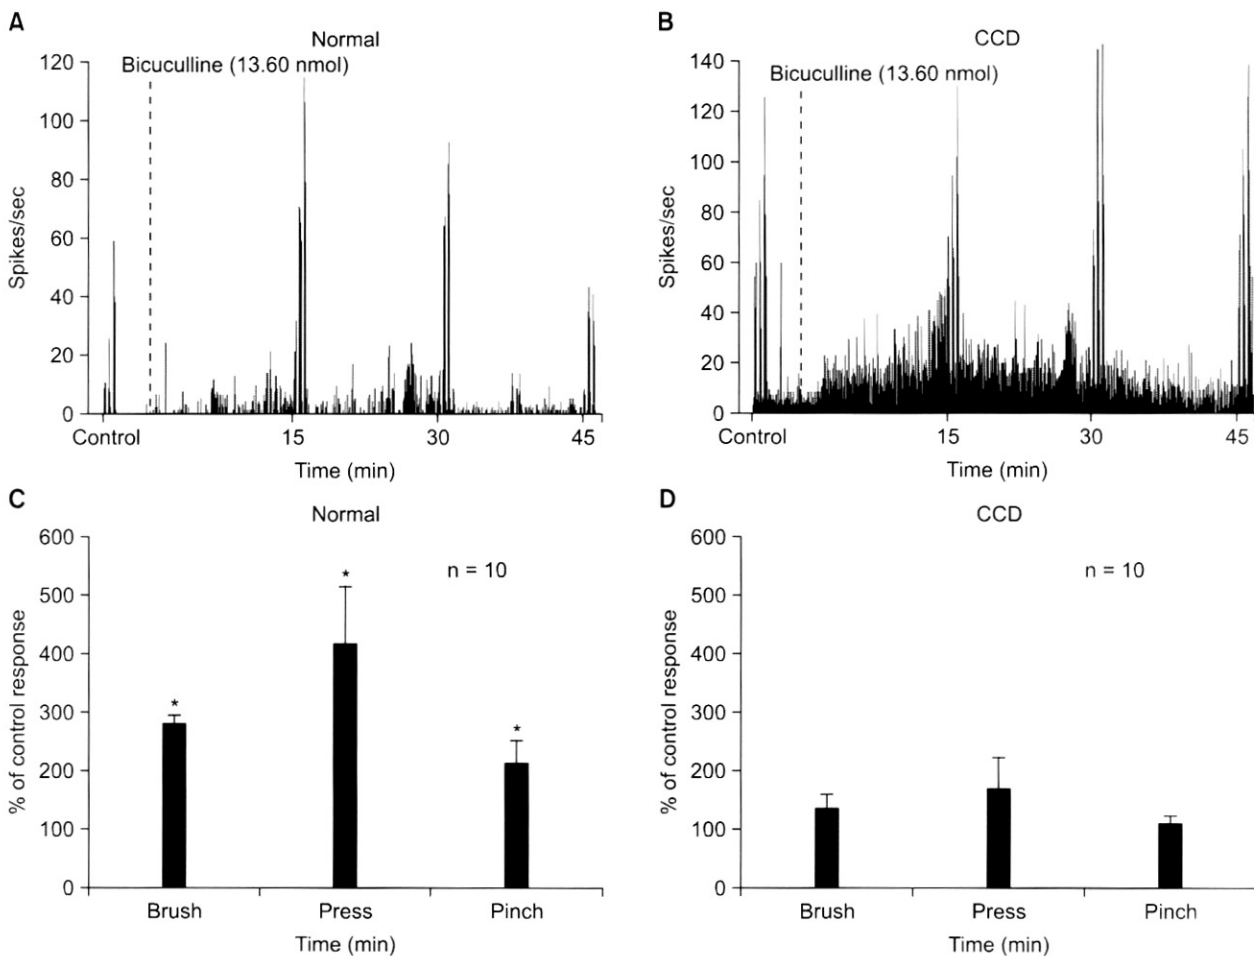 A
Normal
Bicuculline (13.60 nmol)
120
100
80
60
40
20
0
Spikes/sec
Control
15
30
45
Time (min)
B
CCD
Bicuculline (13.60 nmol)
140
120
100
140
80
60
40
20
0
Spikes/sec
Control
15
30
45
Time (min)
C
Normal
n = 10
600
500
400
300
200
100
0
% of control response
*
*
*
Brush
Press
Pinch
Time (min)
D
CCD
n = 10
600
500
400
300
200
100
0
% of control response
Brush
Press
Pinch
Time (min)